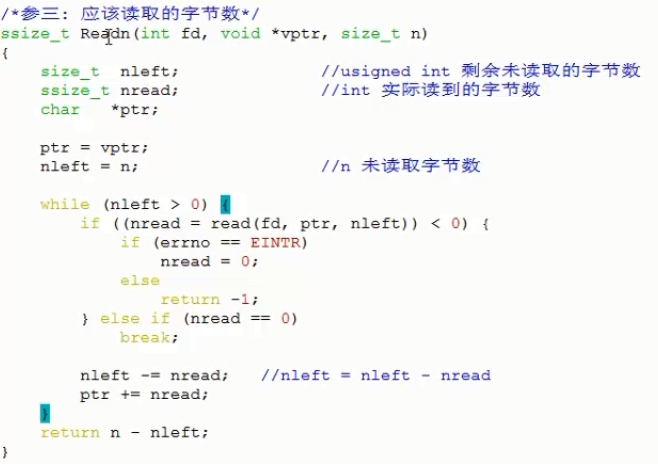 /*参三：应该读取的字节数*/
ssize_t Readn(int fd, void *vptr, size_t n)
{
    size_t  nleft;              //usigned int 剩余未读取的字节数
    ssize_t nread;              //int 实际读到的字节数
    char   *ptr;

    ptr = vptr;
    nleft = n;                  //n 未读取字节数

    while (nleft > 0) {
        if ((nread = read(fd, ptr, nleft)) < 0) {
            if (errno == EINTR)
                nread = 0;
            else
                return -1;
        } else if (nread == 0)
            break;

        nleft -= nread;   //nleft = nleft - nread
        ptr += nread;
    }
    return n - nleft;
}